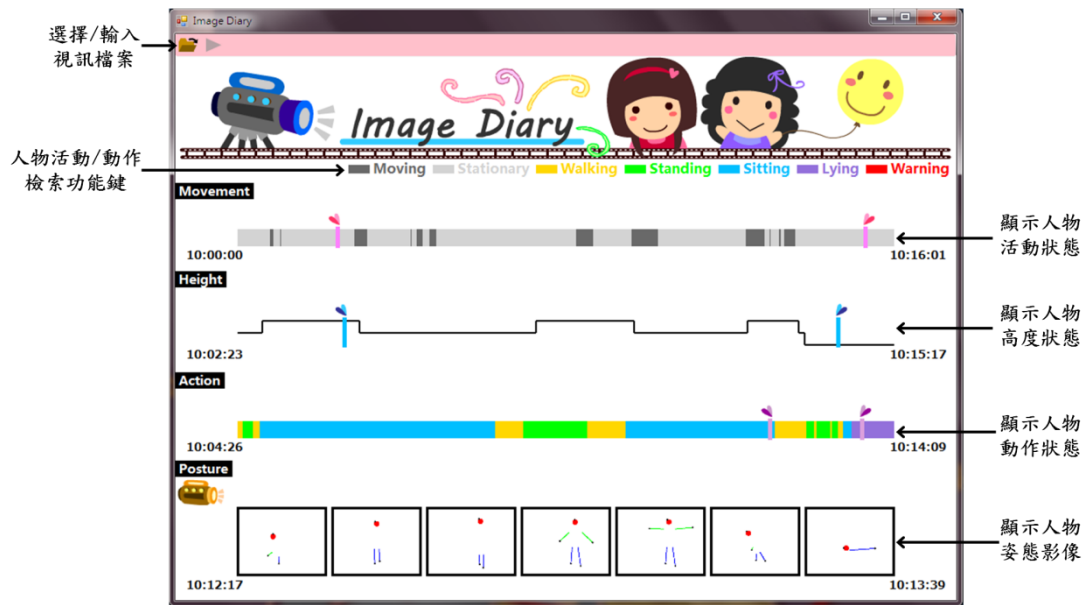 Image Diary
選擇/輸入
視訊檔案
Image Diary
人物活動/動作
檢索功能鍵
Moving Stationary Walking Standing Sitting Lying Warning
Movement
顯示人物
活動狀態
10:00:00 10:16:01
Height
顯示人物
高度狀態
10:02:23 10:15:17
Action
顯示人物
動作狀態
10:04:26 10:14:09
Posture
顯示人物
姿態影像
10:12:17 10:13:39